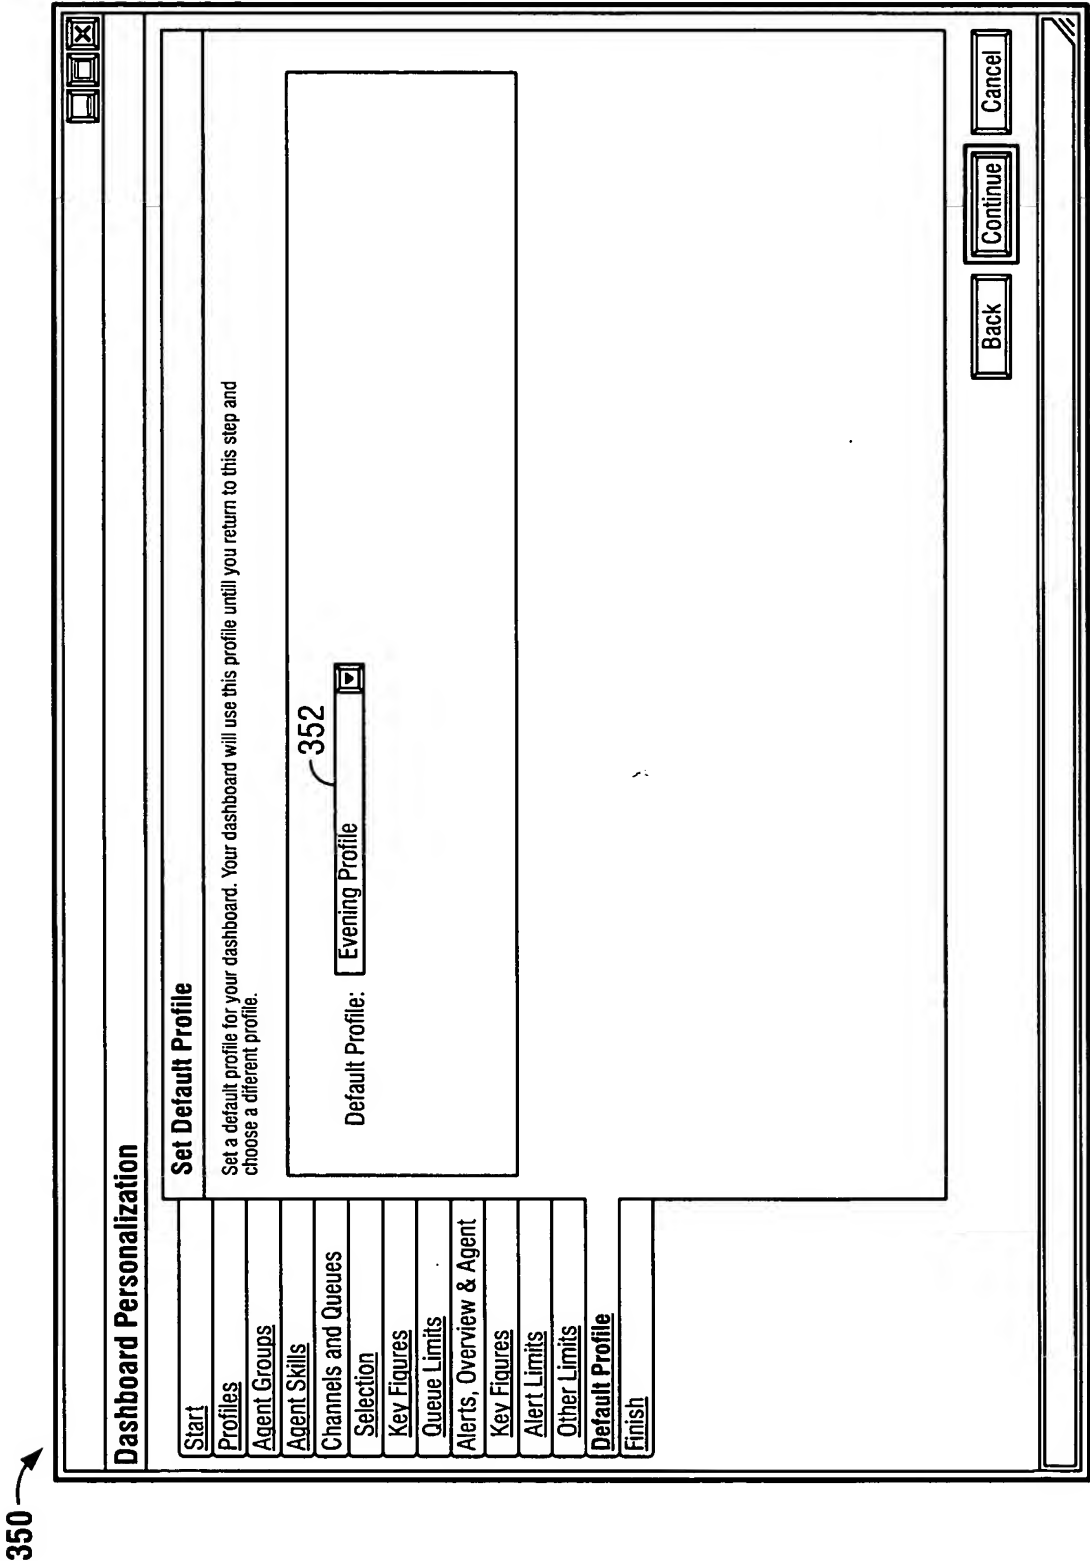 350
Dashboard Personalization
Start
Profiles
Agent Groups
Agent Skills
Channels and Queues
Selection
Key Figures
Queue Limits
Alerts, Overview & Agent
Key Figures
Alert Limits
Other Limits
Default Profile
Finish
Set Default Profile
Set a default profile for your dashboard. Your dashboard will use this profile untill you return to this step and
choose a diferent profile.
Default Profile:
Evening Profile
352
Back
Continue
Cancel